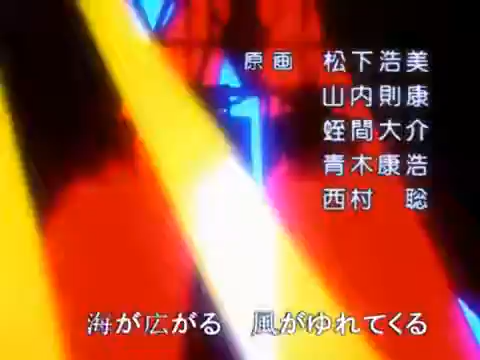 原画 松下浩美
山内則康
蛭間大介
青木康浩
西村 聡
海が広がる 風がゆれてくる